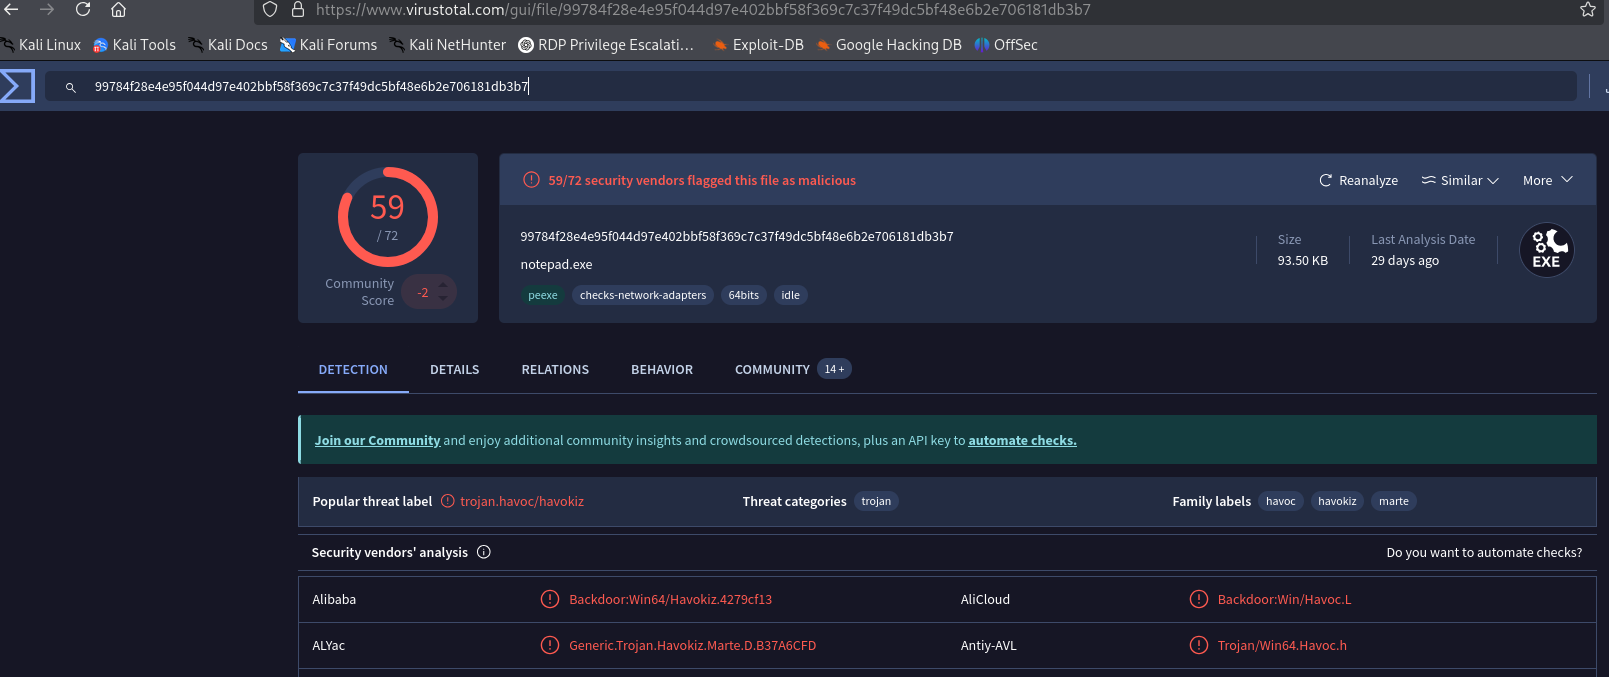 https://www.virustotal.com/gui/file/99784f28e4e95f044d97e402bbf58f369c7c37f49dc5bf48e6b2e706181db3b7
Kali Linux Kali Tools Kali Docs Kali Forums Kali NetHunter RDP Privilege Escalati... Exploit-DB Google Hacking DB OffSec
99784f28e4e95f044d97e402bbf58f369c7c37f49dc5bf48e6b2e706181db3b7
59
/ 72
Community
Score
-2
59/72 security vendors flagged this file as malicious
Reanalyze Similar More
99784f28e4e95f044d97e402bbf58f369c7c37f49dc5bf48e6b2e706181db3b7
notepad.exe
peexe checks-network-adapters 64bits idle
Size
93.50 KB
Last Analysis Date
29 days ago
EXE
DETECTION DETAILS RELATIONS BEHAVIOR COMMUNITY 14 +
Join our Community and enjoy additional community insights and crowdsourced detections, plus an API key to automate checks.
Popular threat label trojan.havoc/havokiz Threat categories trojan Family labels havoc havokiz marte
Security vendors' analysis Do you want to automate checks?
Alibaba Backdoor:Win64/Havokiz.4279cf13 AliCloud Backdoor:Win/Havoc.L
ALYac Generic.Trojan.Havokiz.Marte.D.B37A6CFD Antiy-AVL Trojan/Win64.Havoc.h